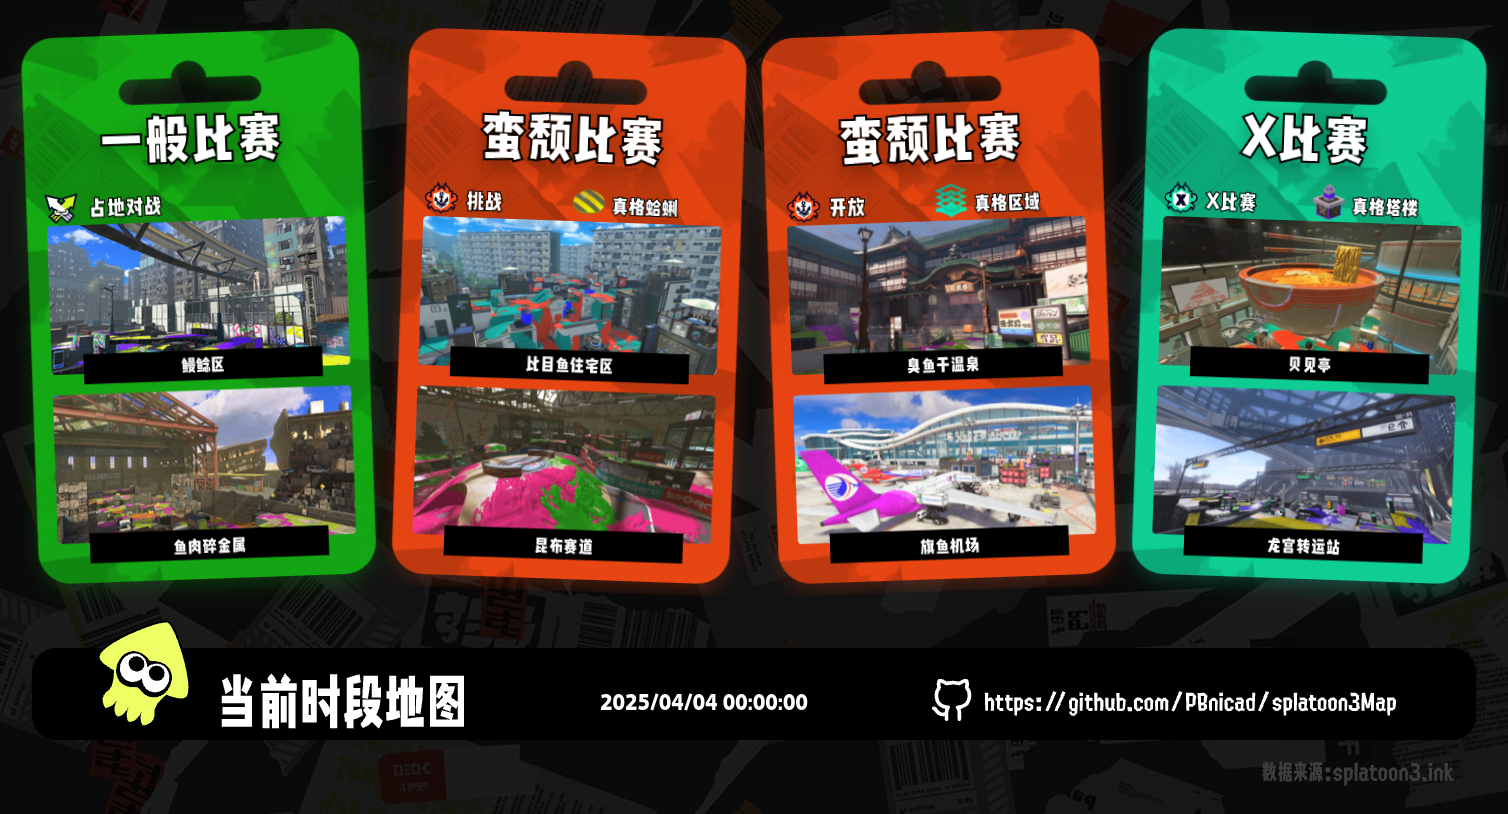 一般比赛
占地对战
鳗鲶区
鱼肉碎金属
蛮颓比赛
挑战
真格蛤蜊
比目鱼住宅区
昆布赛道
蛮颓比赛
开放
真格区域
臭鱼干温泉
旗鱼机场
X比赛
X比赛
真格塔楼
贝见亭
龙宫转运站
当前时段地图
2025/04/04 00:00:00
https://github.com/PBnicad/splatoon3Map
数据来源:splatoon3.ink